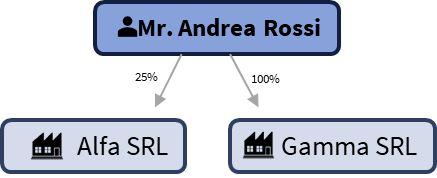 Mr. Andrea Rossi
25%
100%
Alfa SRL
Gamma SRL